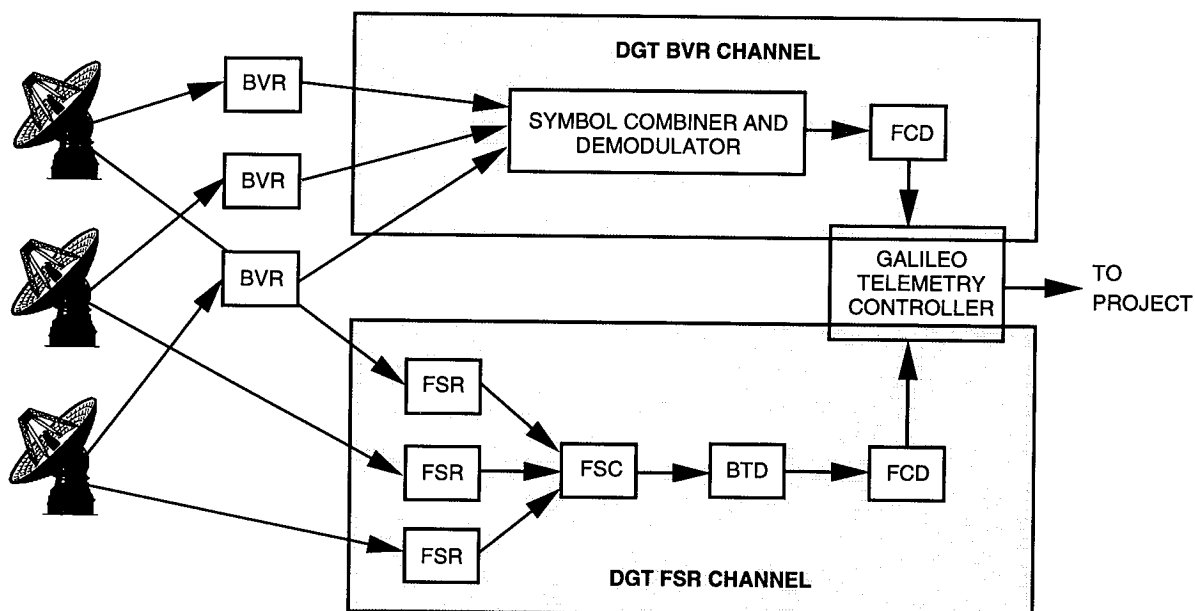 DGT BVR CHANNEL
BVR
SYMBOL COMBINER AND
DEMODULATOR
FCD
BVR
BVR
GALILEO
TELEMETRY
CONTROLLER
TO
PROJECT
FSR
FSR
FSC
BTD
FCD
FSR
DGT FSR CHANNEL